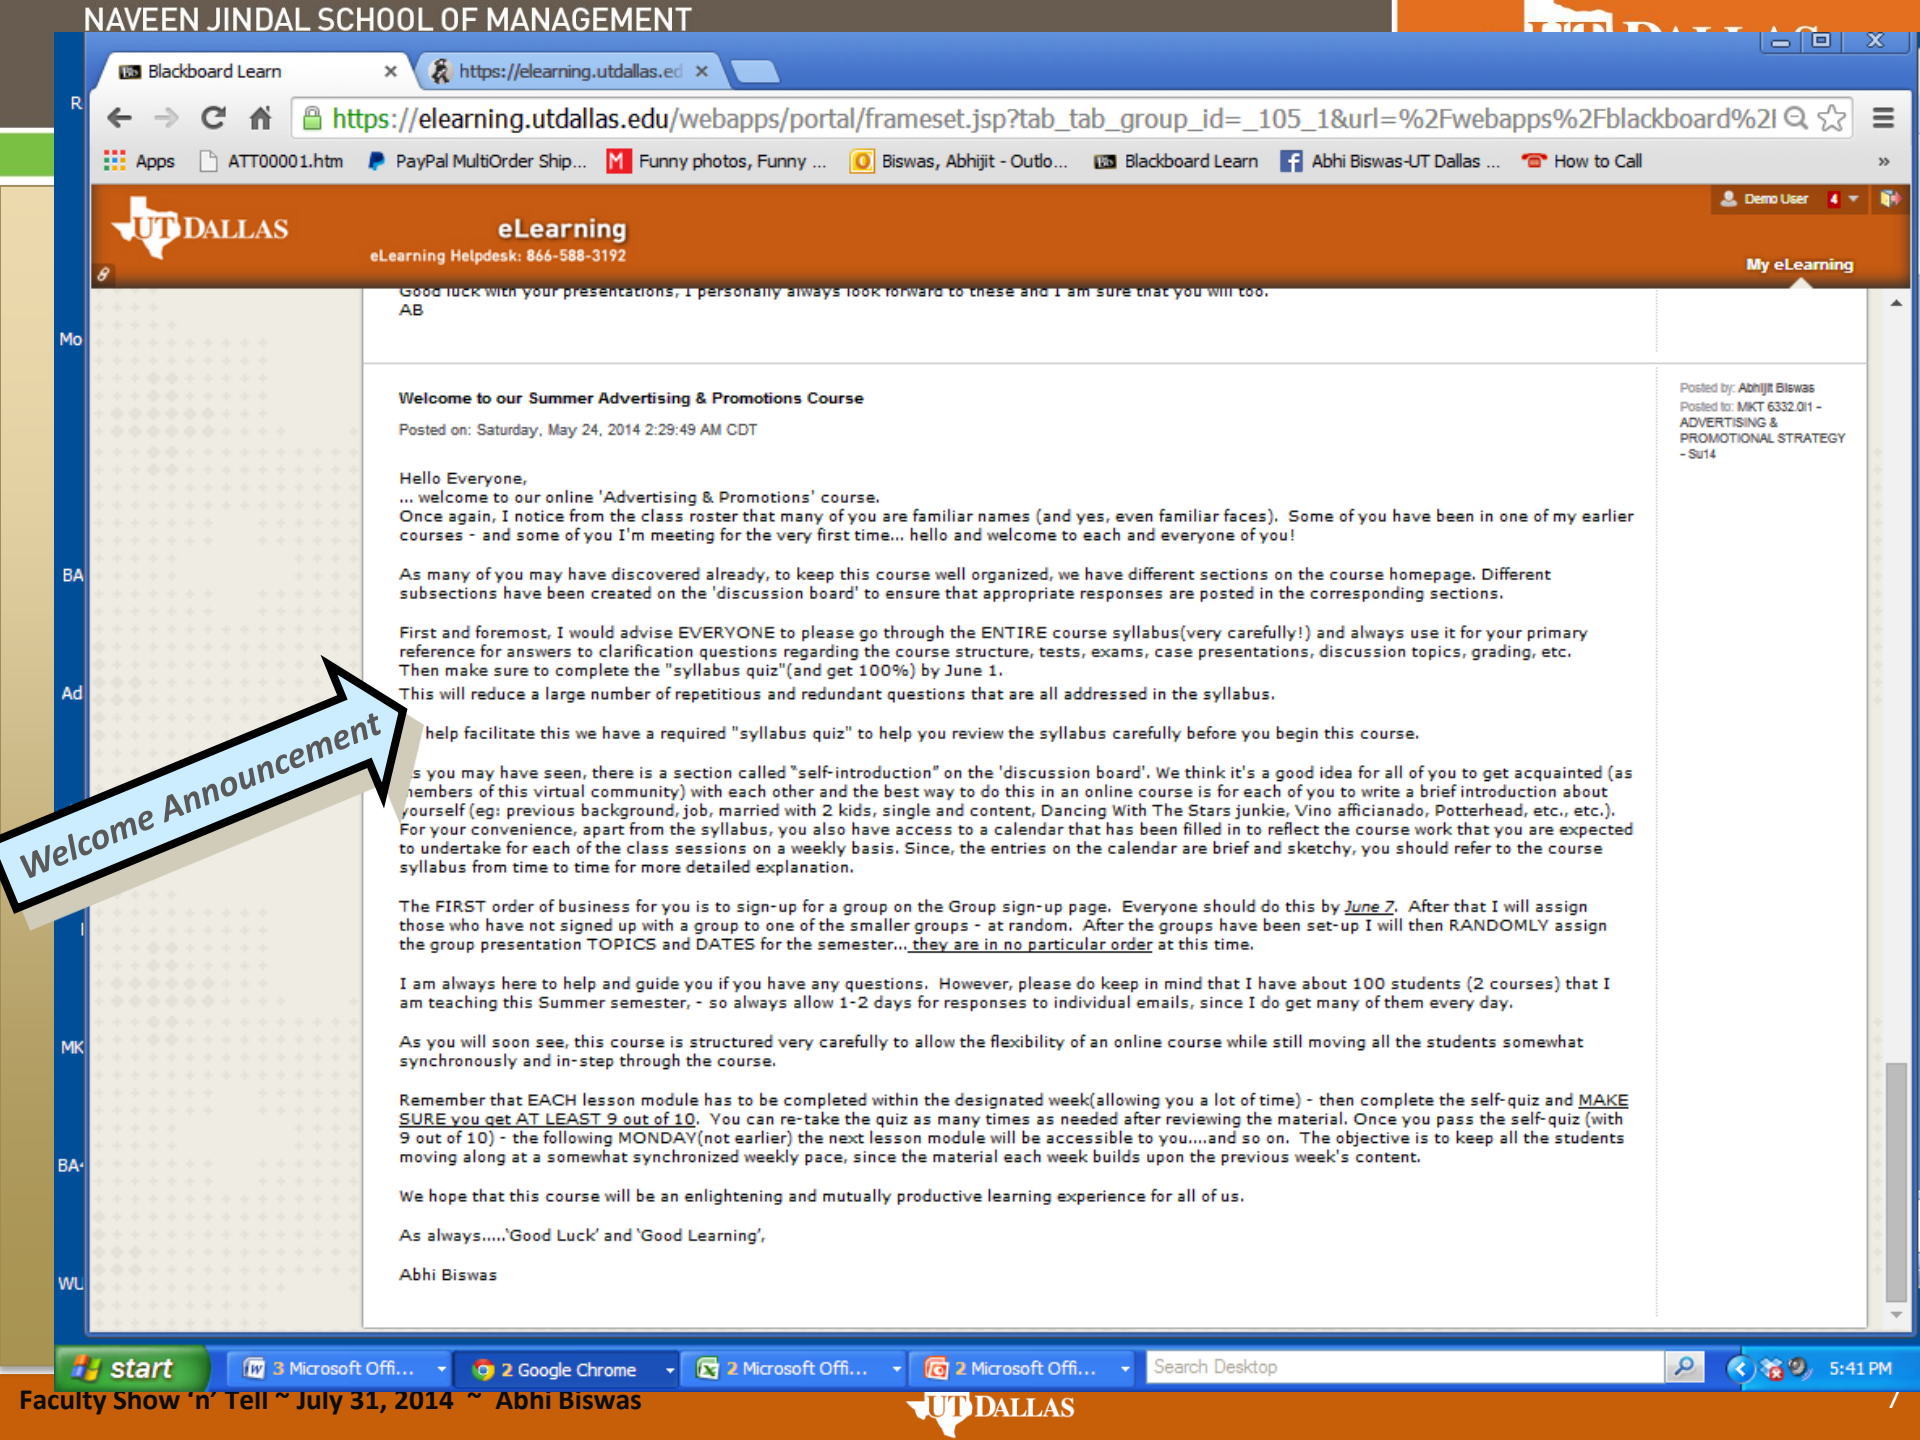 NAVEEN JINDAL SCHOOL OF MANAGEMENT
UT DALLAS
Blackboard Learn
https://elearning.utdallas.ed
https://elearning.utdallas.edu/webapps/portal/frameset.jsp?tab_tab_group_id=_105_1&url=%2Fwebapps%2Fblackboard%2
Apps ATT00001.htm PayPal MultiOrder Ship... Funny photos, Funny ... Biswas, Abhijit - Outlo... Blackboard Learn Abhi Biswas-UT Dallas ... How to Call »
Demo User 4
UT DALLAS
eLearning
eLearning Helpdesk: 866-588-3192
My eLearning
R
Mo
BA
Ad
MK
BA
WU
Good luck with your presentations, I personally always look forward to these and I am sure that you will too.
AB
Welcome to our Summer Advertising & Promotions Course
Posted on: Saturday, May 24, 2014 2:29:49 AM CDT
Posted by: Abhijit Biswas
Posted to: MKT 6332.0I1 -
ADVERTISING &
PROMOTIONAL STRATEGY
- Su14
Hello Everyone,
... welcome to our online 'Advertising & Promotions' course.
Once again, I notice from the class roster that many of you are familiar names (and yes, even familiar faces).  Some of you have been in one of my earlier
courses - and some of you I'm meeting for the very first time... hello and welcome to each and everyone of you!
As many of you may have discovered already, to keep this course well organized, we have different sections on the course homepage. Different
subsections have been created on the 'discussion board' to ensure that appropriate responses are posted in the corresponding sections.
First and foremost, I would advise EVERYONE to please go through the ENTIRE course syllabus(very carefully!) and always use it for your primary
reference for answers to clarification questions regarding the course structure, tests, exams, case presentations, discussion topics, grading, etc.
Then make sure to complete the "syllabus quiz"(and get 100%) by June 1.
This will reduce a large number of repetitious and redundant questions that are all addressed in the syllabus.
help facilitate this we have a required "syllabus quiz" to help you review the syllabus carefully before you begin this course.
s you may have seen, there is a section called "self-introduction" on the 'discussion board'. We think it's a good idea for all of you to get acquainted (as
members of this virtual community) with each other and the best way to do this in an online course is for each of you to write a brief introduction about
yourself (eg: previous background, job, married with 2 kids, single and content, Dancing With The Stars junkie, Vino afficianado, Potterhead, etc., etc.).
For your convenience, apart from the syllabus, you also have access to a calendar that has been filled in to reflect the course work that you are expected
to undertake for each of the class sessions on a weekly basis. Since, the entries on the calendar are brief and sketchy, you should refer to the course
syllabus from time to time for more detailed explanation.
The FIRST order of business for you is to sign-up for a group on the Group sign-up page.  Everyone should do this by June 7.  After that I will assign
those who have not signed up with a group to one of the smaller groups - at random.  After the groups have been set-up I will then RANDOMLY assign
the group presentation TOPICS and DATES for the semester... they are in no particular order at this time.
I am always here to help and guide you if you have any questions.  However, please do keep in mind that I have about 100 students (2 courses) that I
am teaching this Summer semester, - so always allow 1-2 days for responses to individual emails, since I do get many of them every day.
As you will soon see, this course is structured very carefully to allow the flexibility of an online course while still moving all the students somewhat
synchronously and in-step through the course.
Remember that EACH lesson module has to be completed within the designated week(allowing you a lot of time) - then complete the self-quiz and MAKE
SURE you get AT LEAST 9 out of 10.  You can re-take the quiz as many times as needed after reviewing the material. Once you pass the self-quiz (with
9 out of 10) - the following MONDAY(not earlier) the next lesson module will be accessible to you....and so on.  The objective is to keep all the students
moving along at a somewhat synchronized weekly pace, since the material each week builds upon the previous week's content.
We hope that this course will be an enlightening and mutually productive learning experience for all of us.
As always.....'Good Luck' and 'Good Learning',
Abhi Biswas
Welcome Announcement
start 3 Microsoft Offi... 2 Google Chrome 2 Microsoft Offi... 2 Microsoft Offi... Search Desktop 5:41 PM
Faculty Show 'n' Tell ~ July 31, 2014 ~ Abhi Biswas
UT DALLAS
7